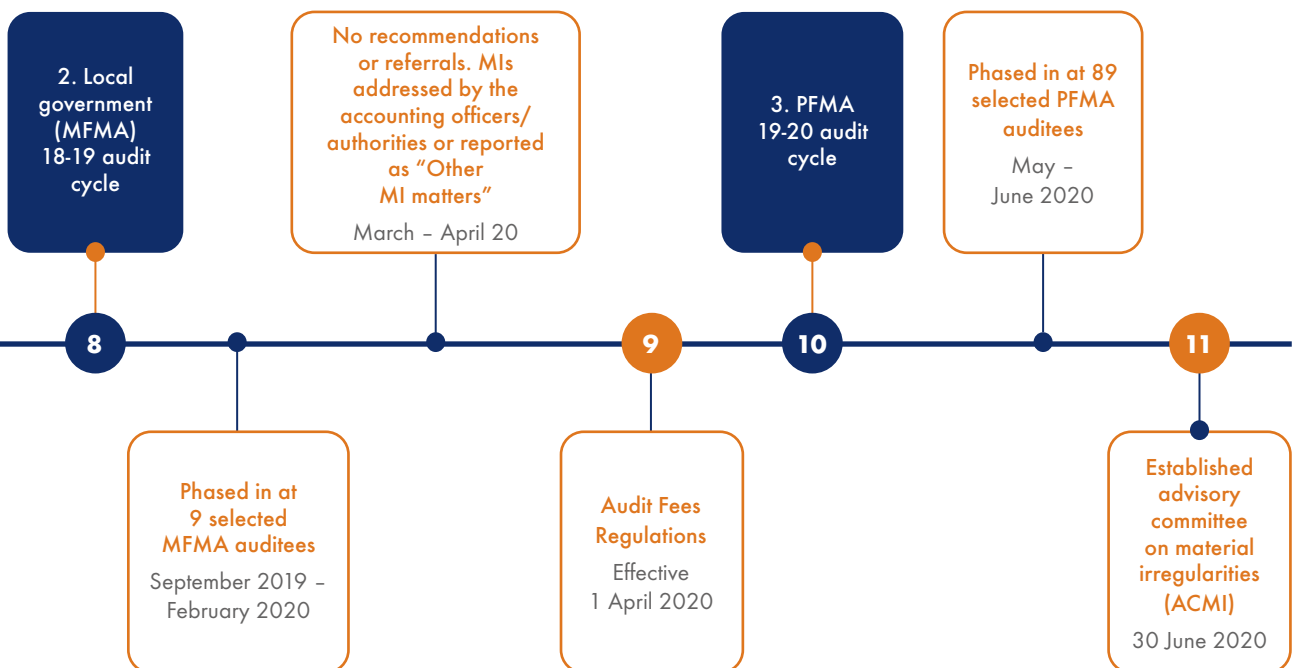 2. Local
government
(MFMA)
18-19 audit
cycle
No recommendations
or referrals. MIs
addressed by the
accounting officers/
authorities or reported
as “Other
MI matters”
March – April 20
3. PFMA
19-20 audit
cycle
Phased in at 89
selected PFMA
auditees
May –
June 2020
8
9
10
11
Phased in at
9 selected
MFMA auditees
September 2019 –
February 2020
Audit Fees
Regulations
Effective
1 April 2020
Established
advisory
committee
on material
irregularities
(ACMI)
30 June 2020